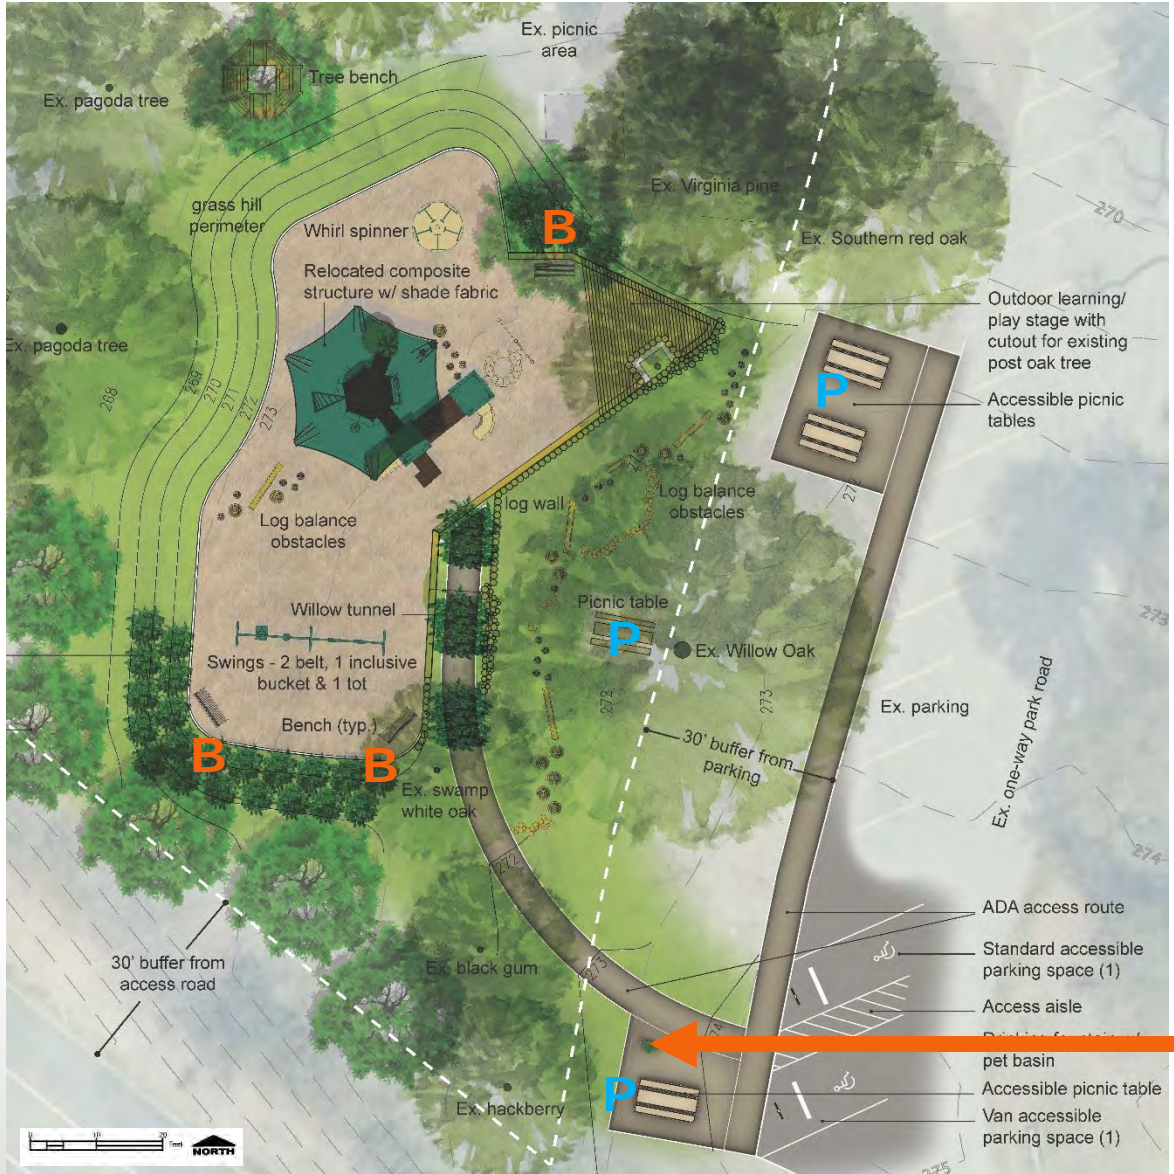 Ex. picnic
area
Tree bench
Ex. pagoda tree
grass hill
perimeter
Ex. Virginia pine
B
Whirl spinner
Ex. Southern red oak
270
Relocated composite
structure w/ shade fabric
Outdoor learning/
play stage with
cutout for existing
post oak tree
Ex. pagoda tree
268
269
270
271
272
273
P
Accessible picnic
tables
log wall
Log balance
obstacles
Log balance
obstacles
Willow tunnel
Picnic table
P
Ex. Willow Oak
Swings - 2 belt, 1 inclusive
bucket & 1 tot
272
273
Ex. parking
Bench (typ.)
B
B
30' buffer from
parking
Ex. one-way park road
Ex. swamp
white oak
272
274
ADA access route
30' buffer from
access road
Ex. black gum
273
Standard accessible
parking space (1)
Access aisle
pet basin
P
Accessible picnic table
Ex. hackberry
Van accessible
parking space (1)
0 10 20 Feet
NORTH
275